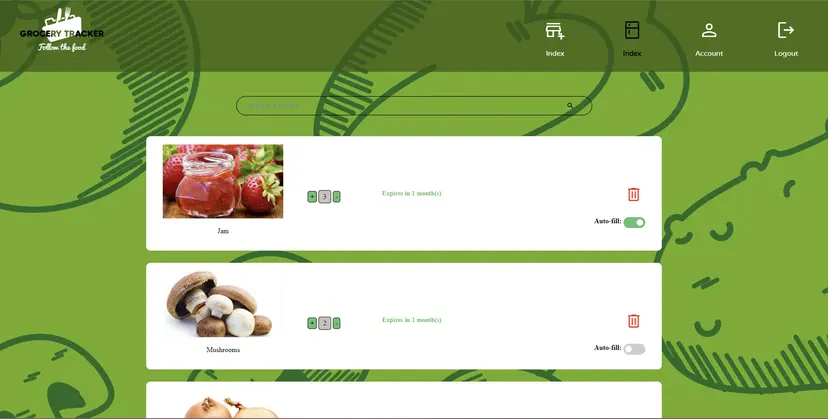 GROCERY TRACKER
Follow the food
Index
Index
Account
Logout
+ 3 -
Expires in 1 month(s)
Auto-fill:
Jam
+ 2 -
Expires in 1 month(s)
Auto-fill:
Mushrooms